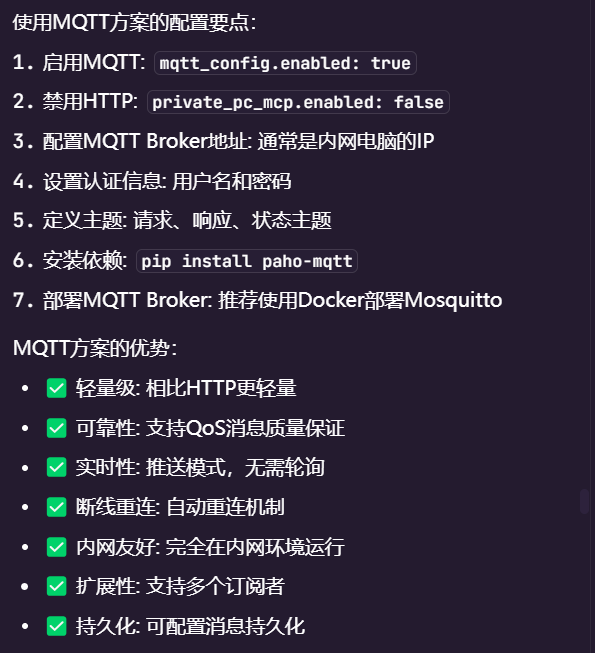 使用MQTT方案的配置要点:
1. 启用MQTT: mqtt_config.enabled: true
2. 禁用HTTP: private_pc_mcp.enabled: false
3. 配置MQTT Broker地址: 通常是内网电脑的IP
4. 设置认证信息: 用户名和密码
5. 定义主题: 请求、响应、状态主题
6. 安装依赖: pip install paho-mqtt
7. 部署MQTT Broker: 推荐使用Docker部署Mosquitto
MQTT方案的优势:
• ✅ 轻量级: 相比HTTP更轻量
• ✅ 可靠性: 支持QoS消息质量保证
• ✅ 实时性: 推送模式，无需轮询
• ✅ 断线重连: 自动重连机制
• ✅ 内网友好: 完全在内网环境运行
• ✅ 扩展性: 支持多个订阅者
• ✅ 持久化: 可配置消息持久化